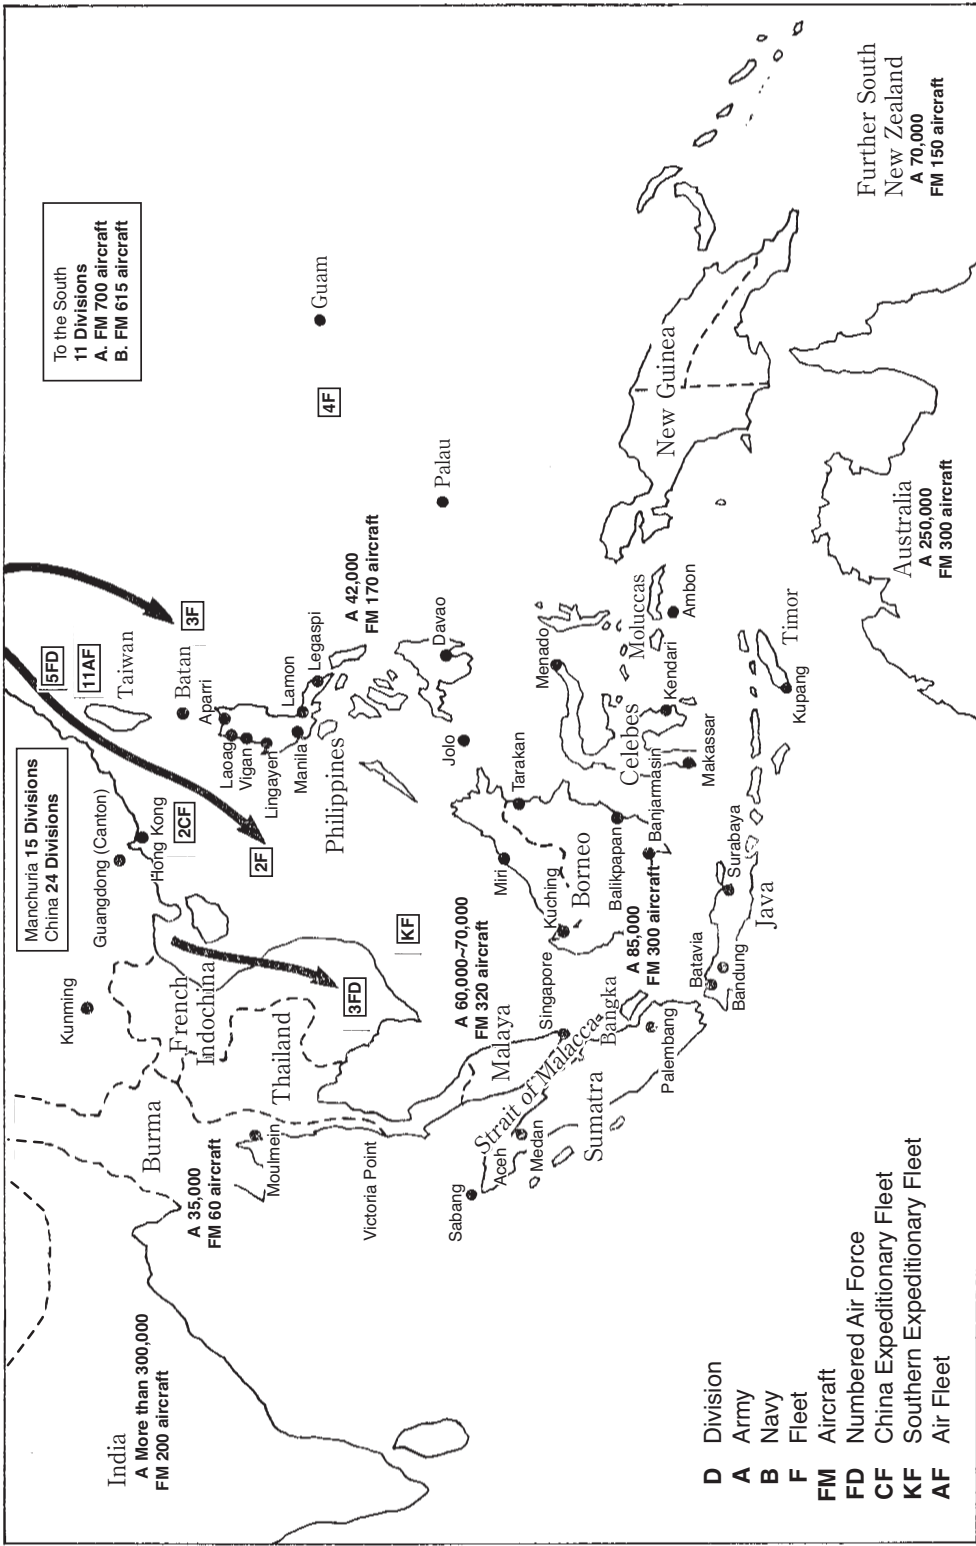 India
A More than 300,000
FM 200 aircraft
Burma
A 35,000
FM 60 aircraft
Moulmein
Victoria Point
Kunming
Manchuria 15 Divisions
China 24 Divisions
Guangdong (Canton)
Hong Kong
French
Indochina
Thailand
3FD
2CF
2F
KF
5FD
11AF
3F
Taiwan
Batan
Aparri
Laoag
Vigan
Lingayen
Manila
Lamon
Legaspi
Philippines
A 42,000
FM 170 aircraft
To the South
11 Divisions
A. FM 700 aircraft
B. FM 615 aircraft
4F
Guam
Palau
Davao
Jolo
A 60,000~70,000
FM 320 aircraft
Malaya
Singapore
Strait of Malacca
Sabang
Aceh
Medan
Sumatra
Bangka
Palembang
Miri
Kuching
Borneo
Tarakan
Balikpapan
Banjarmasin
A 85,000
FM 300 aircraft
Batavia
Bandung
Surabaya
Java
Menado
Celebes
Kendari
Makassar
Moluccas
Ambon
Timor
Kupang
New Guinea
Australia
A 250,000
FM 300 aircraft
Further South
New Zealand
A 70,000
FM 150 aircraft
D Division
A Army
B Navy
F Fleet
FM Aircraft
FD Numbered Air Force
CF China Expeditionary Fleet
KF Southern Expeditionary Fleet
AF Air Fleet